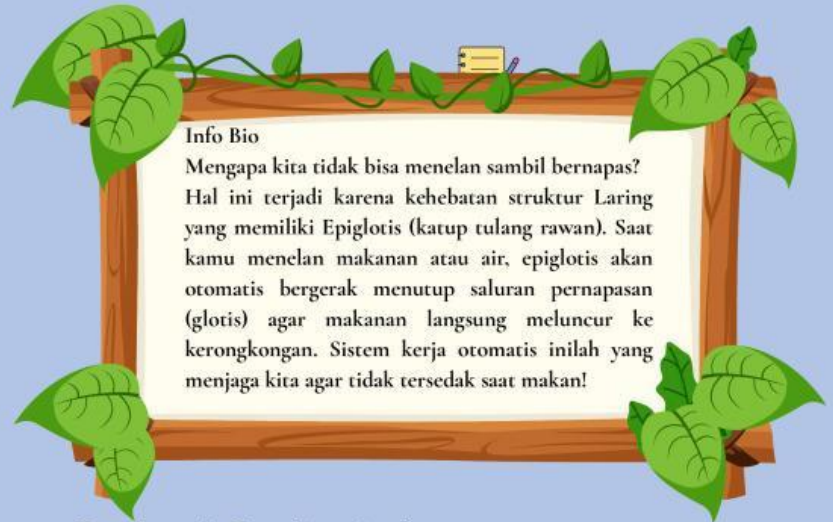 Info Bio
Mengapa kita tidak bisa menelan sambil bernapas?
Hal ini terjadi karena kehebatan struktur Laring
yang memiliki Epiglotis (katup tulang rawan). Saat
kamu menelan makanan atau air, epiglotis akan
otomatis bergerak menutup saluran pernapasan
(glotis) agar makanan langsung meluncur ke
kerongkongan. Sistem kerja otomatis inilah yang
menjaga kita agar tidak tersedak saat makan!